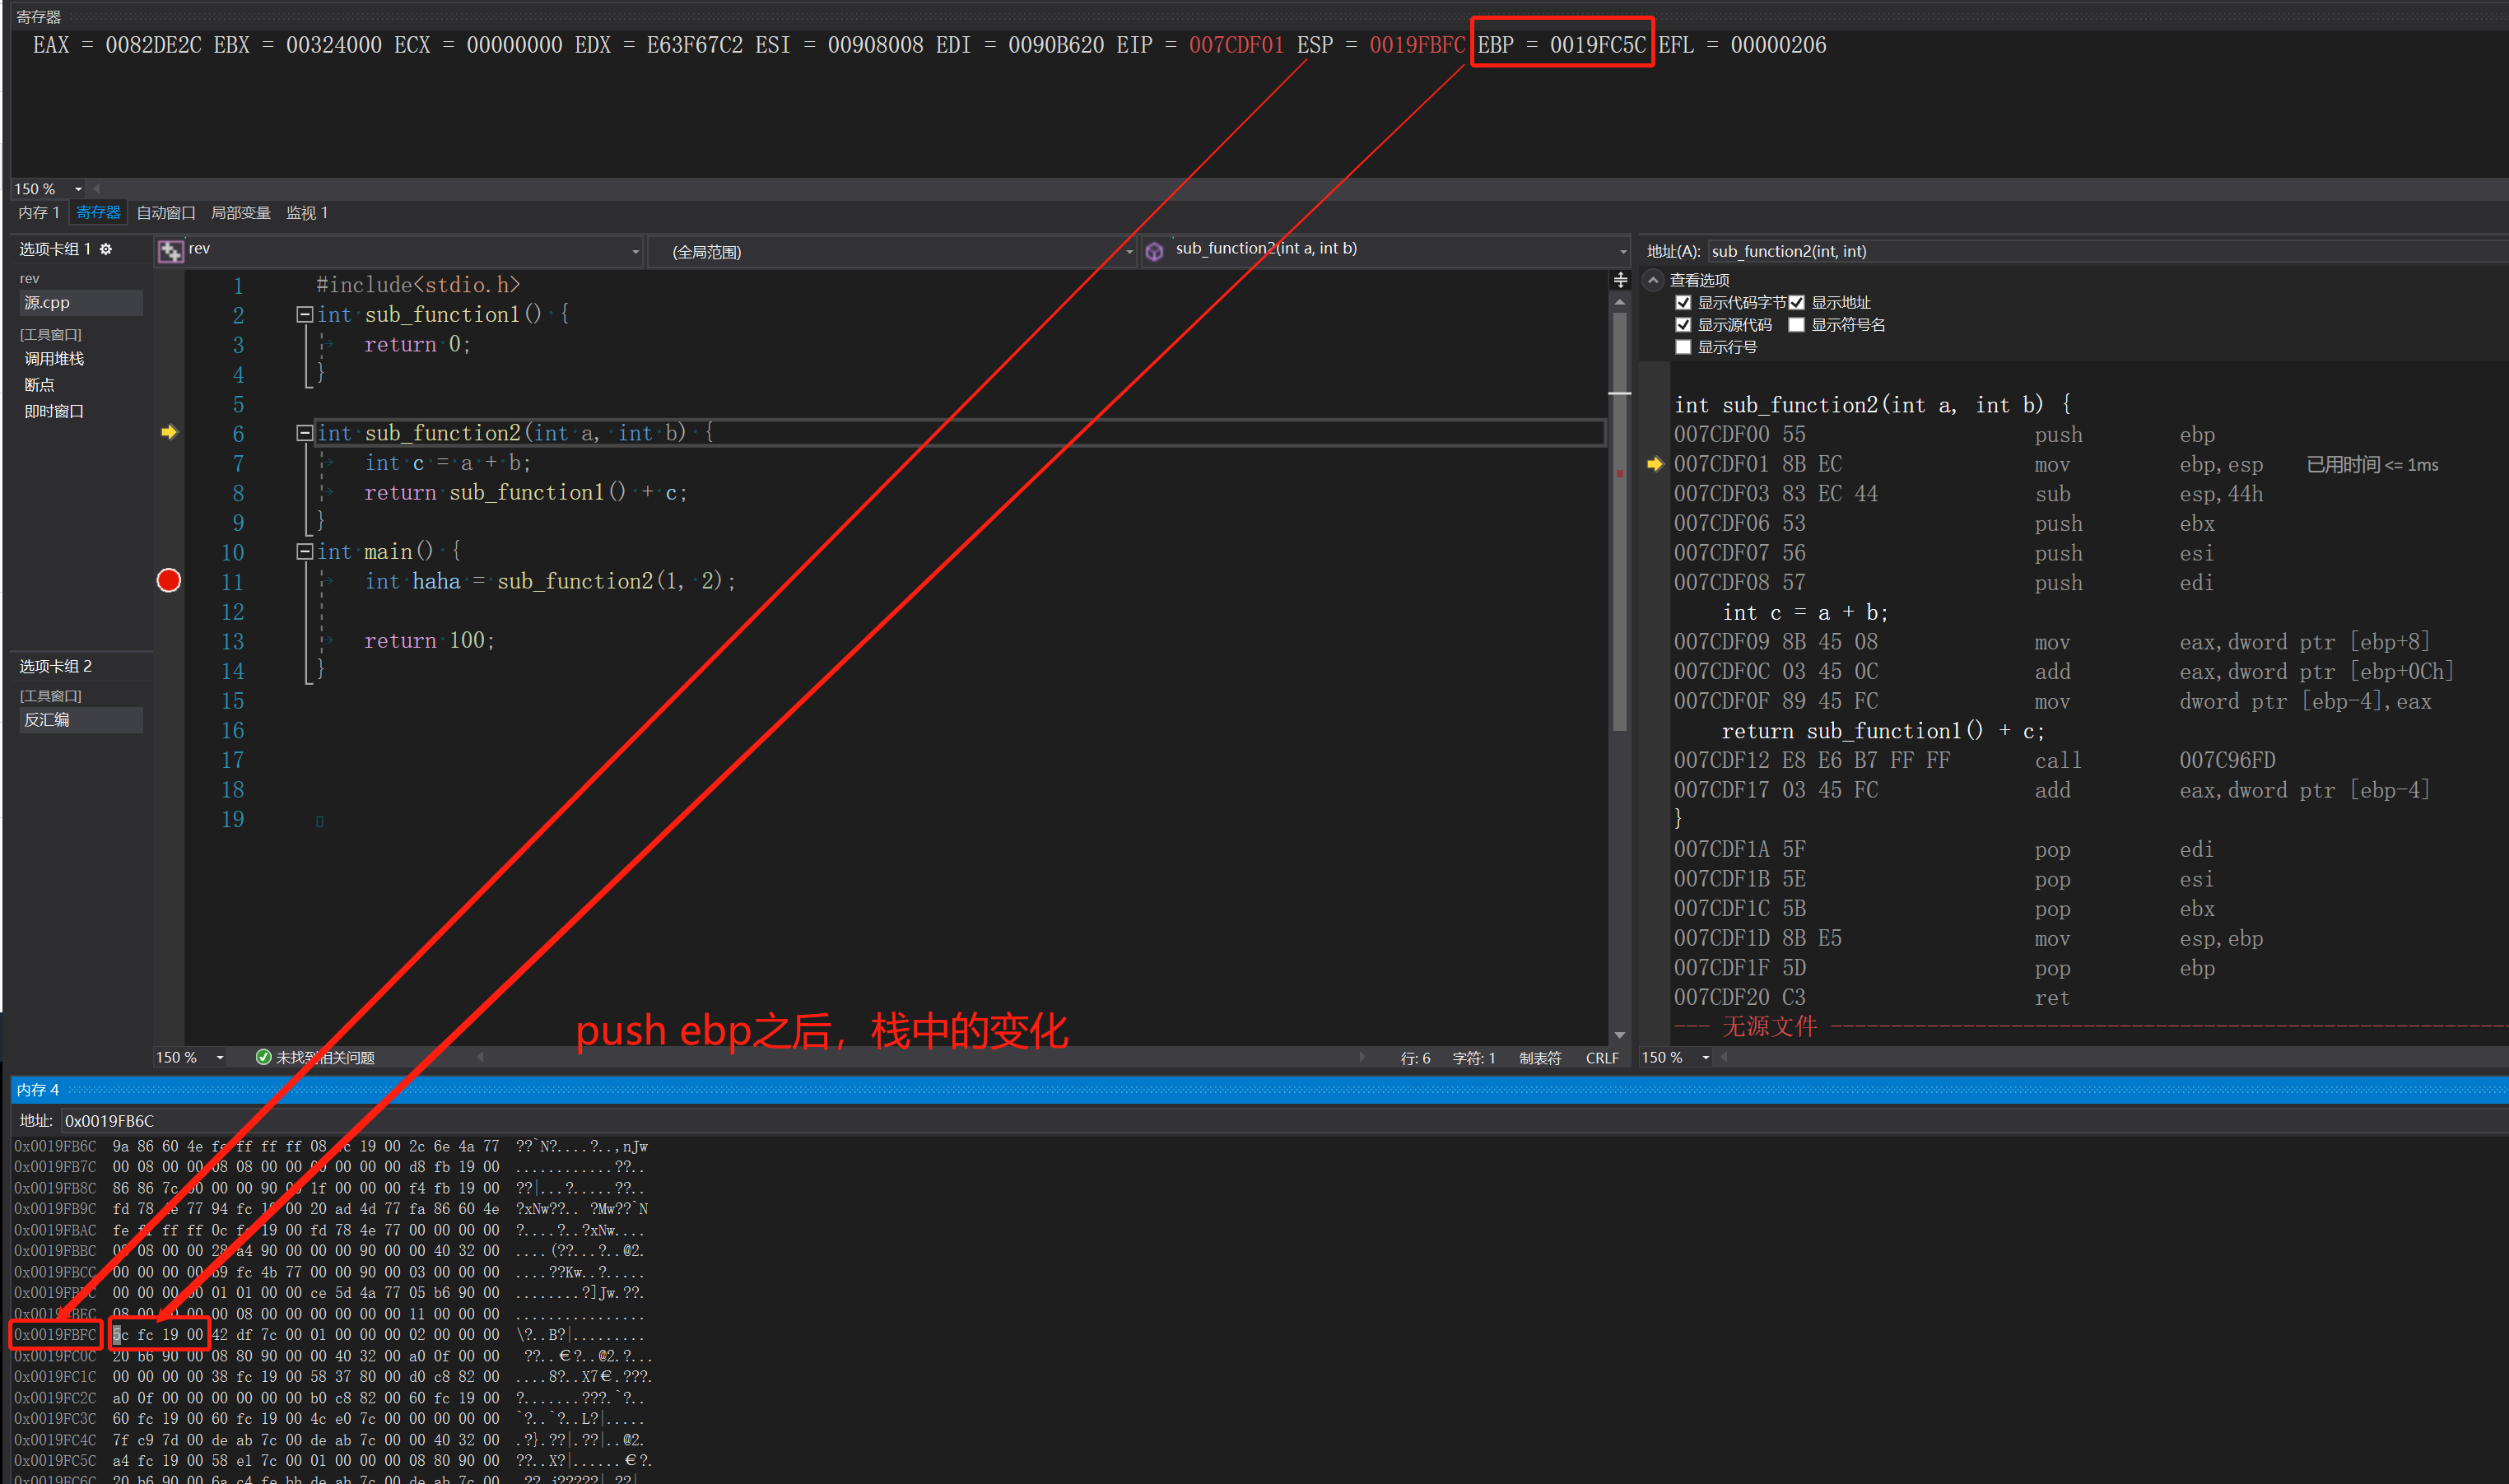 寄存器
EAX = 0082DE2C EBX = 00324000 ECX = 00000000 EDX = E63F67C2 ESI = 00908008 EDI = 0090B620 EIP = 007CDF01 ESP = 0019FBFC EBP = 0019FC5C EFL = 00000206
150 %
内存 1 寄存器 自动窗口 局部变量 监视 1
选项卡组 1
rev
源.cpp
[工具窗口]
调用堆栈
断点
即时窗口
选项卡组 2
[工具窗口]
反汇编
rev (全局范围) sub_function2(int a, int b)
1 #include<stdio.h>
2 int sub_function1() {
3 return 0;
4 }
5
6 int sub_function2(int a, int b) {
7 int c = a + b;
8 return sub_function1() + c;
9 }
10 int main() {
11 int haha = sub_function2(1, 2);
12
13 return 100;
14 }
15
16
17
18
19
push ebp之后，栈中的变化
150 % 未找到相关问题 行: 6 字符: 1 制表符 CRLF
地址(A): sub_function2(int, int)
查看选项
显示代码字节 显示地址
显示源代码 显示符号名
显示行号
int sub_function2(int a, int b) {
007CDF00 55 push ebp
007CDF01 8B EC mov ebp,esp 已用时间 <= 1ms
007CDF03 83 EC 44 sub esp,44h
007CDF06 53 push ebx
007CDF07 56 push esi
007CDF08 57 push edi
int c = a + b;
007CDF09 8B 45 08 mov eax,dword ptr [ebp+8]
007CDF0C 03 45 0C add eax,dword ptr [ebp+0Ch]
007CDF0F 89 45 FC mov dword ptr [ebp-4],eax
return sub_function1() + c;
007CDF12 E8 E6 B7 FF FF call 007C96FD
007CDF17 03 45 FC add eax,dword ptr [ebp-4]
}
007CDF1A 5F pop edi
007CDF1B 5E pop esi
007CDF1C 5B pop ebx
007CDF1D 8B E5 mov esp,ebp
007CDF1F 5D pop ebp
007CDF20 C3 ret
--- 无源文件 ---
150 %
内存 4
地址: 0x0019FB6C
0x0019FB6C 9a 86 60 4e ff ff 08 19 00 2c 6e 4a 77 ??`N?....?..,nJw
0x0019FB7C 00 08 00 00 08 08 00 00 00 00 00 d8 fb 19 00 ............??..
0x0019FB8C 86 86 7c 00 00 90 1f 00 00 00 f4 fb 19 00 ??|...?.....??..
0x0019FB9C fd 78 77 94 fc 00 20 ad 4d 77 fa 86 60 4e ?xNw??.. ?Mw??`N
0x0019FBAC fe ff ff 0c 19 00 fd 78 4e 77 00 00 00 00 ?....?..?xNw....
0x0019FBBC 08 00 00 a4 90 00 00 00 90 00 00 40 32 00 ....(??...?..@2.
0x0019FBCC 00 00 00 00 fc 4b 77 00 00 90 00 03 00 00 00 ....??Kw..?.....
00 00 00 01 01 00 00 ce 5d 4a 77 05 b6 90 00 ........?]Jw.??.
08 00 00 00 08 00 00 00 00 00 00 11 00 00 00 ................
0x0019FBFC 5c fc 19 00 42 df 7c 00 01 00 00 00 02 00 00 00 \?..B?|.........
0x0019FC0C 20 b6 90 00 08 80 90 00 00 40 32 00 a0 0f 00 00 ??..€?..@2.?...
0x0019FC1C 00 00 00 00 38 fc 19 00 58 37 80 00 d0 c8 82 00 ....8?..X7€.???.
0x0019FC2C a0 0f 00 00 00 00 00 00 b0 c8 82 00 60 fc 19 00 ?.......???.`?..
0x0019FC3C 60 fc 19 00 60 fc 19 00 4c e0 7c 00 00 00 00 00 `?..`?..L?|.....
0x0019FC4C 7f c9 7d 00 de ab 7c 00 de ab 7c 00 00 40 32 00 .?}.??|.??|..@2.
0x0019FC5C a4 fc 19 00 58 e1 7c 00 01 00 00 00 08 80 90 00 ??..X?|......€?.
0x0019FC6C 20 b6 90 00 6a c4 fe bb de ab 7c 00 de ab 7c 00